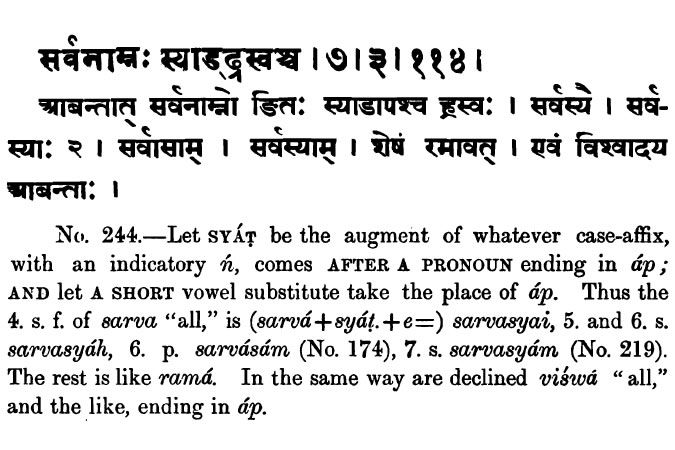 सर्वनाम्नः स्याड्ढ्रस्वश्च । ७ । ३ । ११४ ।
आबन्तात् सर्वनाम्नो ङितः स्याडापश्च ह्रस्वः । सर्वस्यै । सर्व-
स्याः २ । सर्वासाम् । सर्वस्याम् । शेषं रमावत् । एवं विश्वादय
आबन्ताः ।
No. 244.—Let SYÁṬ be the augment of whatever case-affix,
with an indicatory ń, comes AFTER A PRONOUN ending in áp;
AND let A SHORT vowel substitute take the place of áp. Thus the
4. s. f. of sarva "all," is (sarvá+syáṭ.+e=) sarvasyai, 5. and 6. s.
sarvasyáh, 6. p. sarvásám (No. 174), 7. s. sarvasyám (No. 219).
The rest is like ramá. In the same way are declined viśwá "all,"
and the like, ending in áp.